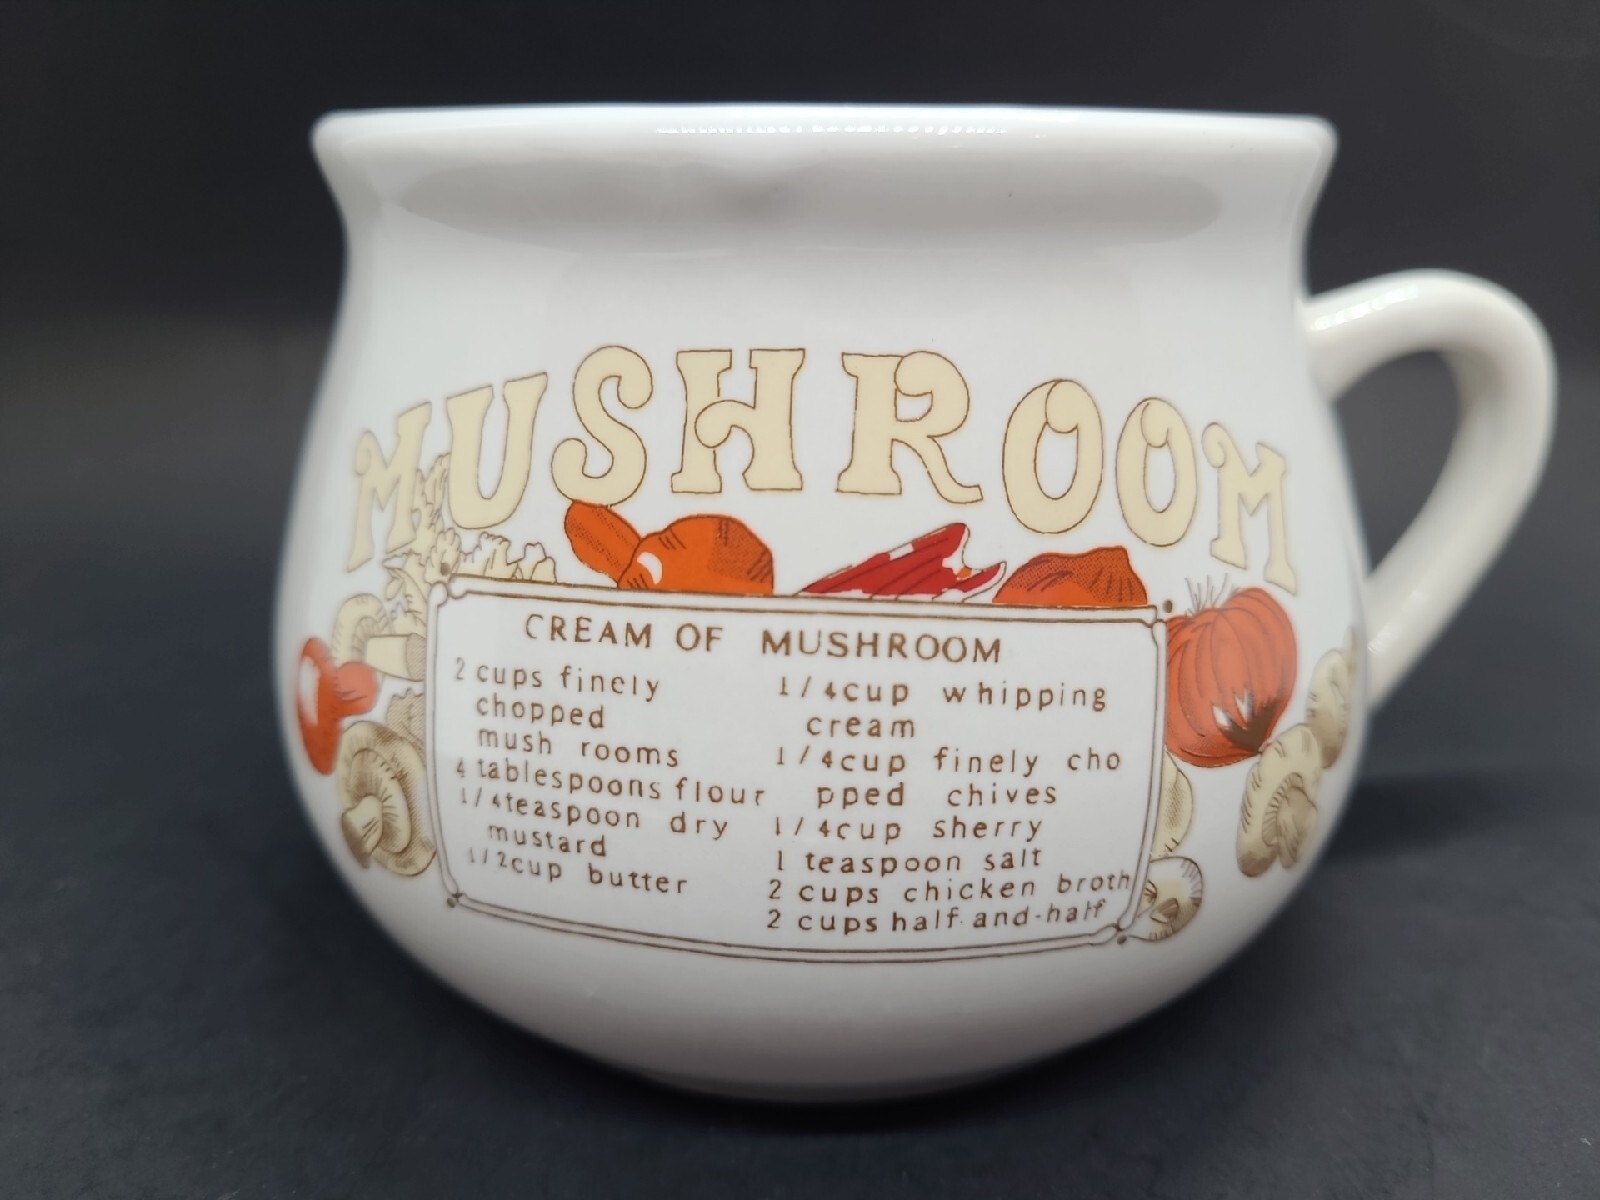 MUSHROOM
CREAM OF MUSHROOM
2 cups finely
chopped
mush rooms
4 tablespoons flour
1/4teaspoon dry
mustard
1/2cup butter
1/4cup whipping
cream
1/4cup finely cho
pped chives
1/4cup sherry
1 teaspoon salt
2 cups chicken broth
2 cups half-and-half